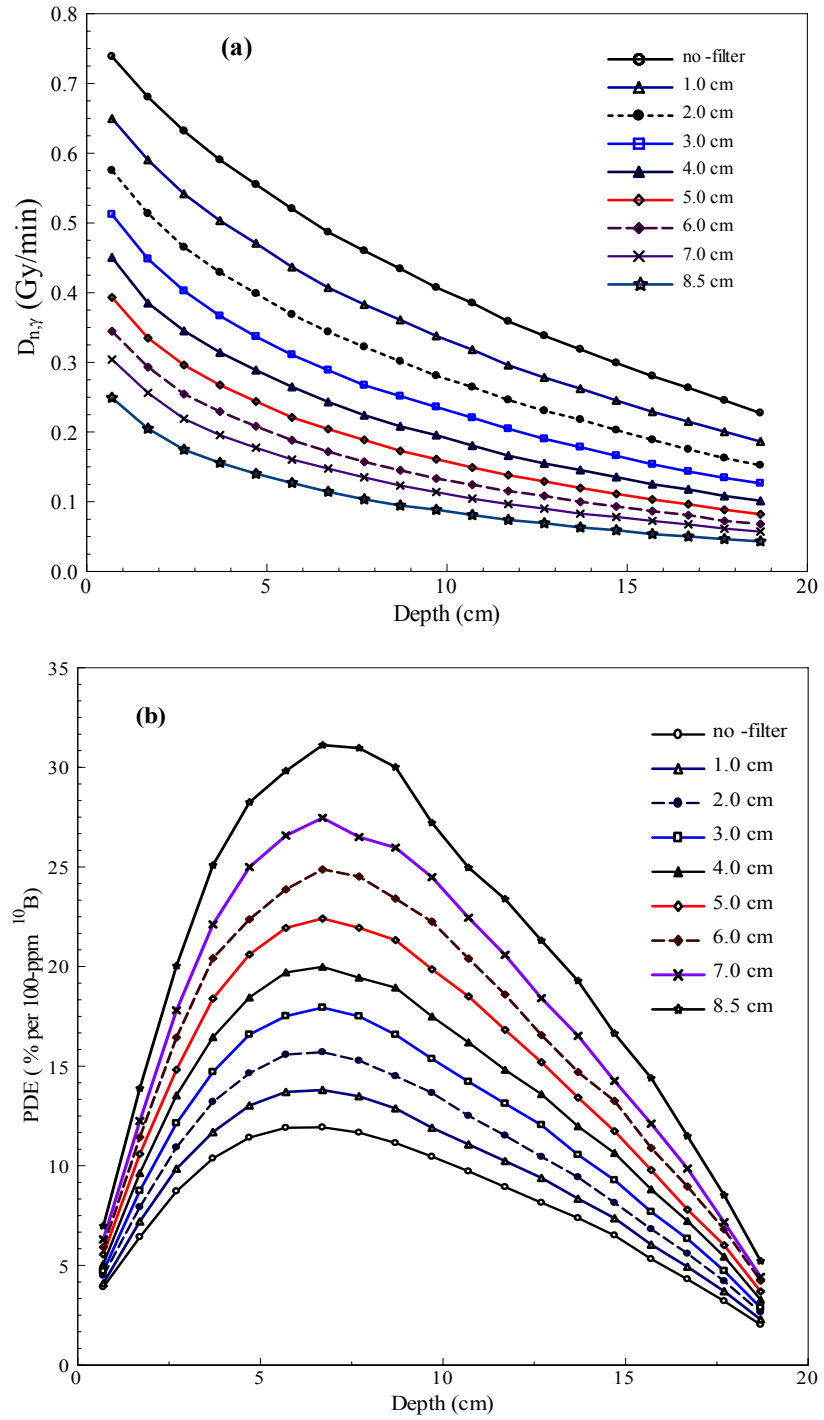 (a)
0.8
0.7
0.6
0.5
0.4
0.3
0.2
0.1
0.0
Dn,γ (Gy/min)
no -filter
1.0 cm
2.0 cm
3.0 cm
4.0 cm
5.0 cm
6.0 cm
7.0 cm
8.5 cm
0 5 10 15 20
Depth (cm)
(b)
35
30
25
20
15
10
5
0
PDE ( % per 100-ppm 10B)
no -filter
1.0 cm
2.0 cm
3.0 cm
4.0 cm
5.0 cm
6.0 cm
7.0 cm
8.5 cm
0 5 10 15 20
Depth (cm)